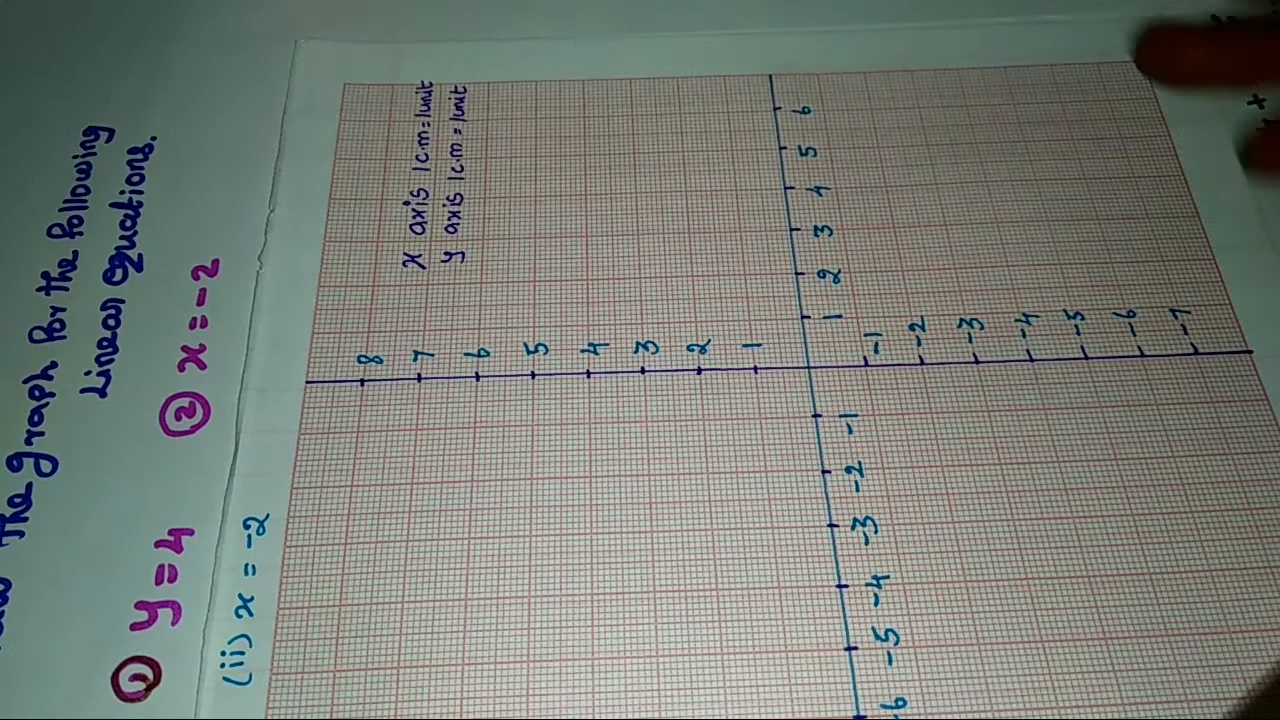 The graph for the following
Linear equations.
① y = 4 ② x = -2
(ii) x = -2
X axis 1c.m = 1unit
Y axis 1c.m = 1unit
8
7
6
5
4
3
2
1
-6 -5 -4 -3 -2 -1 1 2 3 4 5 6
-1
-2
-3
-4
-5
-6
-7